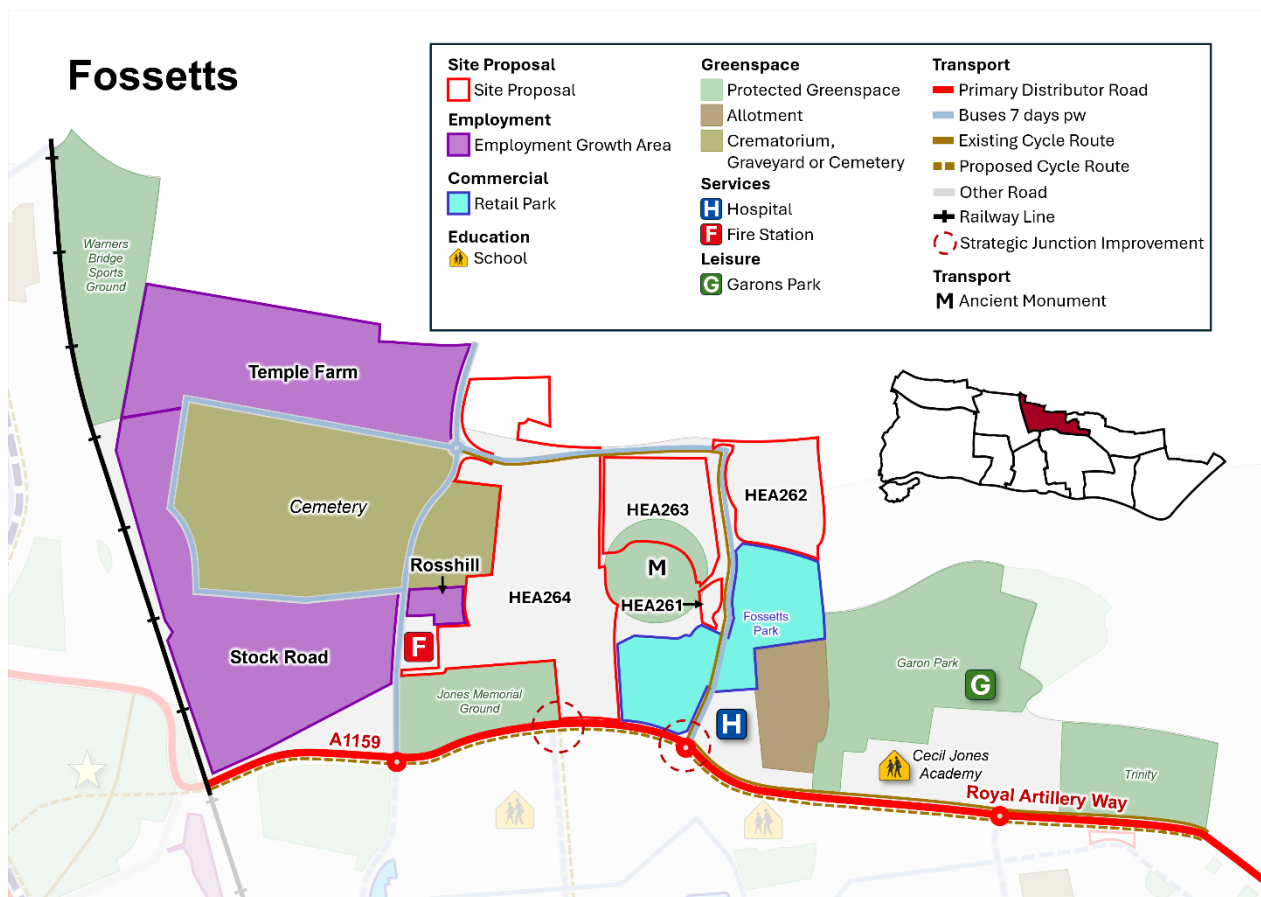 Fossetts
Site Proposal
Site Proposal
Employment
Employment Growth Area
Commercial
Retail Park
Education
School
Greenspace
Protected Greenspace
Allotment
Crematorium,
Graveyard or Cemetery
Services
H Hospital
F Fire Station
Leisure
G Garons Park
Transport
Primary Distributor Road
Buses 7 days pw
Existing Cycle Route
Proposed Cycle Route
Other Road
Railway Line
Strategic Junction Improvement
Transport
M Ancient Monument
Warners
Bridge
Sports
Ground
Temple Farm
Cemetery
Rosshill
HEA263
HEA262
M
HEA264
HEA261
Fossetts
Park
F
Stock Road
Garon Park
G
Jones Memorial
Ground
H
A1159
Cecil Jones
Academy
Trinity
Royal Artillery Way